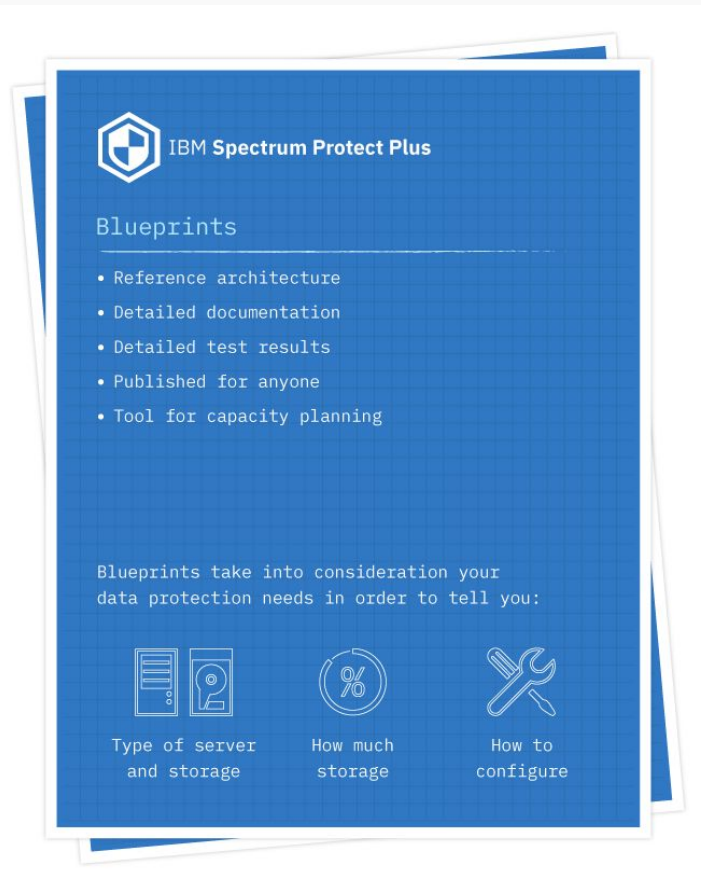 IBM Spectrum Protect Plus
Blueprints
• Reference architecture
• Detailed documentation
• Detailed test results
• Published for anyone
• Tool for capacity planning
Blueprints take into consideration your
data protection needs in order to tell you:
%
Type of server
and storage
How much
storage
How to
configure